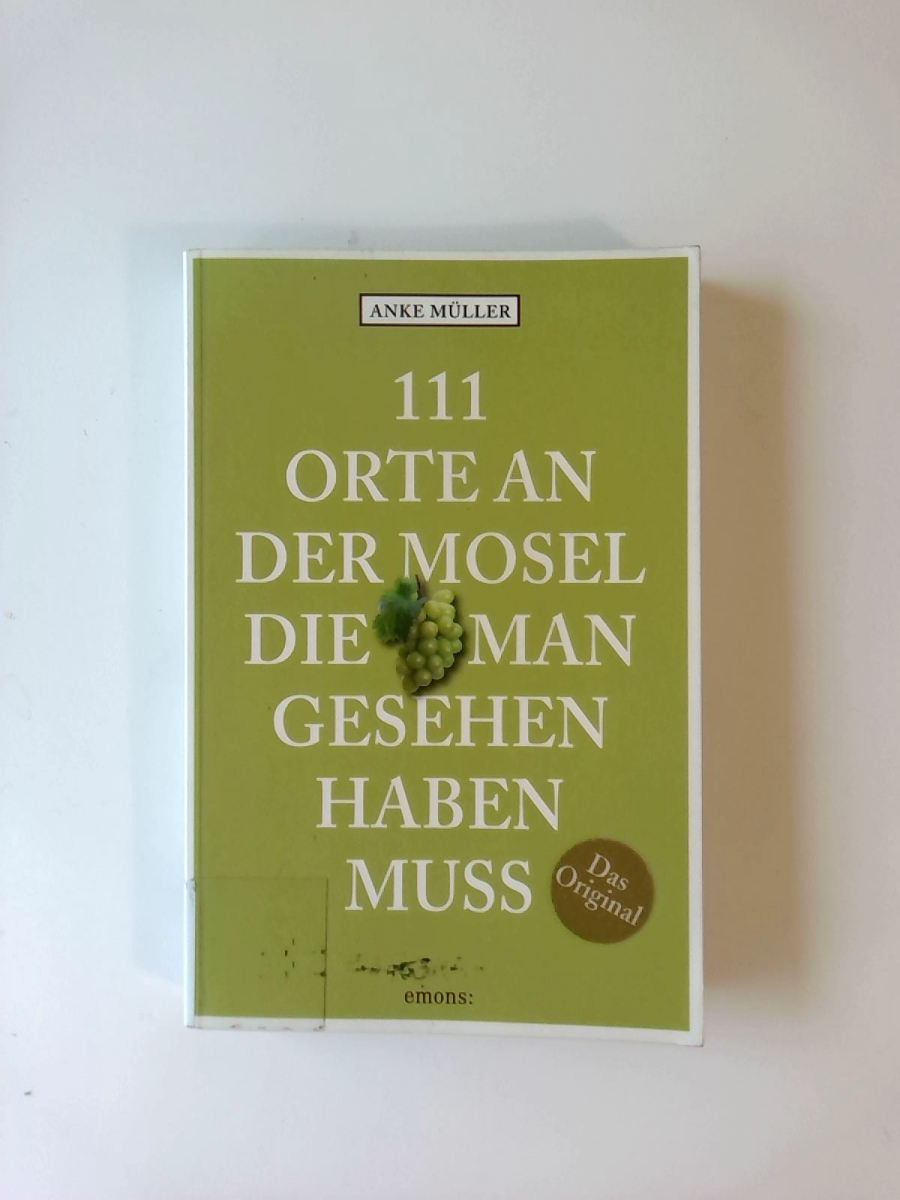 ANKE MÜLLER
111
ORTE AN
DER MOSEL
DIE MAN
GESEHEN
HABEN
MUSS
Das
Original
emons: